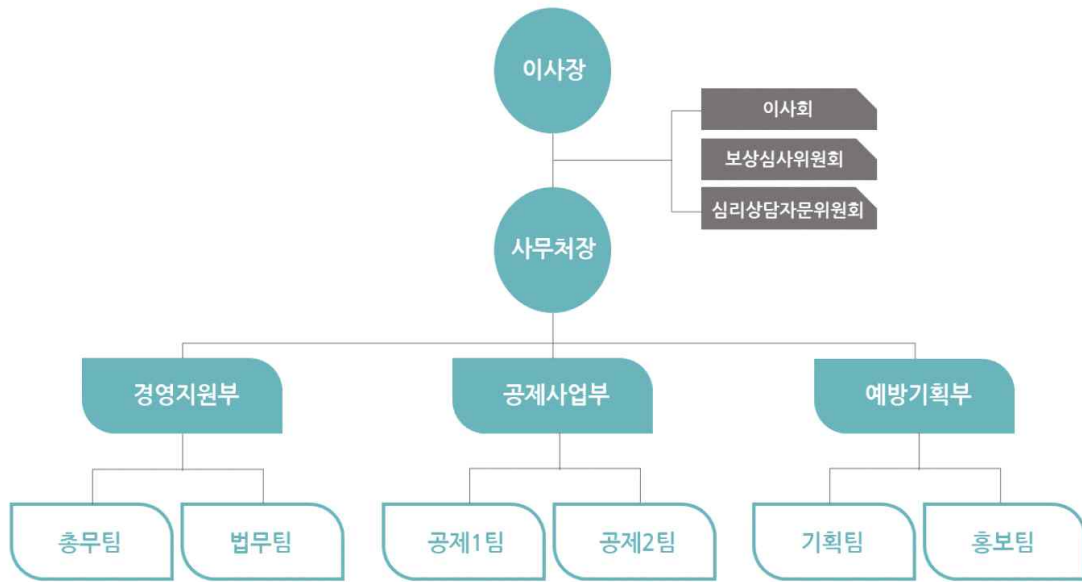 이사장
이사회
보상심사위원회
심리상담자문위원회
사무처장
경영지원부
공제사업부
예방기획부
총무팀
법무팀
공제1팀
공제2팀
기획팀
홍보팀